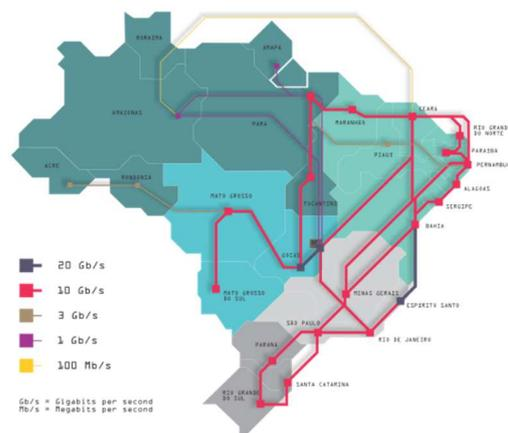 RORAIMA
AMAPA
AMAZONAS
PARA
MARANHAO
CEARA
RIO GRANDE
DO NORTE
PARAIBA
PIAUI
PERNAMBU
ACRE
RONDONIA
ALAGOAS
MATO GROSSO
TOCANTINS
SERGIPE
BAHIA
GOIAS
20 Gb/s
10 Gb/s
MATO GROSSO
DO SUL
MINAS GERAIS
ESPIRITO SANTO
3 Gb/s
1 Gb/s
SAO PAULO
RIO DE JANEIRO
PARANA
100 Mb/s
SANTA CATARINA
RIO GRANDE
DO SUL
Gb/s = Gigabits per second
Mb/s = Megabits per second